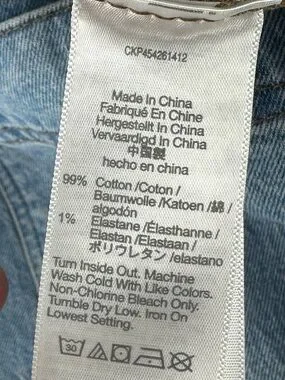 CKP454261412
Made In China
Fabriqué En Chine
Hergestellt In China
Vervaardigd In China
中国製
hecho en china
99% Cotton /Coton /
Baumwolle /Katoen /綿 /
algodón
1% Elastane /Élasthanne /
Elastan /Elastaan /
ポリウレタン /elastano
Turn Inside Out. Machine
Wash Cold With Like Colors.
Non-Chlorine Bleach Only.
Tumble Dry Low. Iron On
Lowest Setting.
30